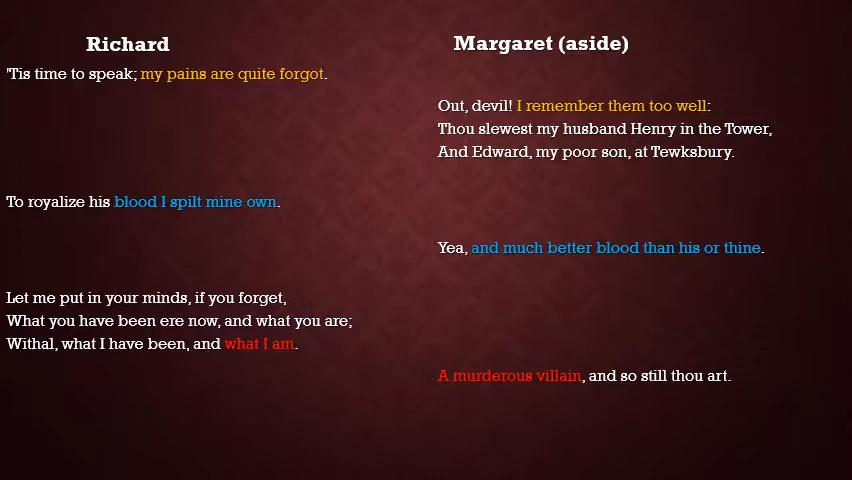 Richard
Margaret (aside)
'Tis time to speak; my pains are quite forgot.
Out, devil! I remember them too well:
Thou slewest my husband Henry in the Tower,
And Edward, my poor son, at Tewksbury.
To royalize his blood I spilt mine own.
Yea, and much better blood than his or thine.
Let me put in your minds, if you forget,
What you have been ere now, and what you are;
Withal, what I have been, and what I am.
A murderous villain, and so still thou art.